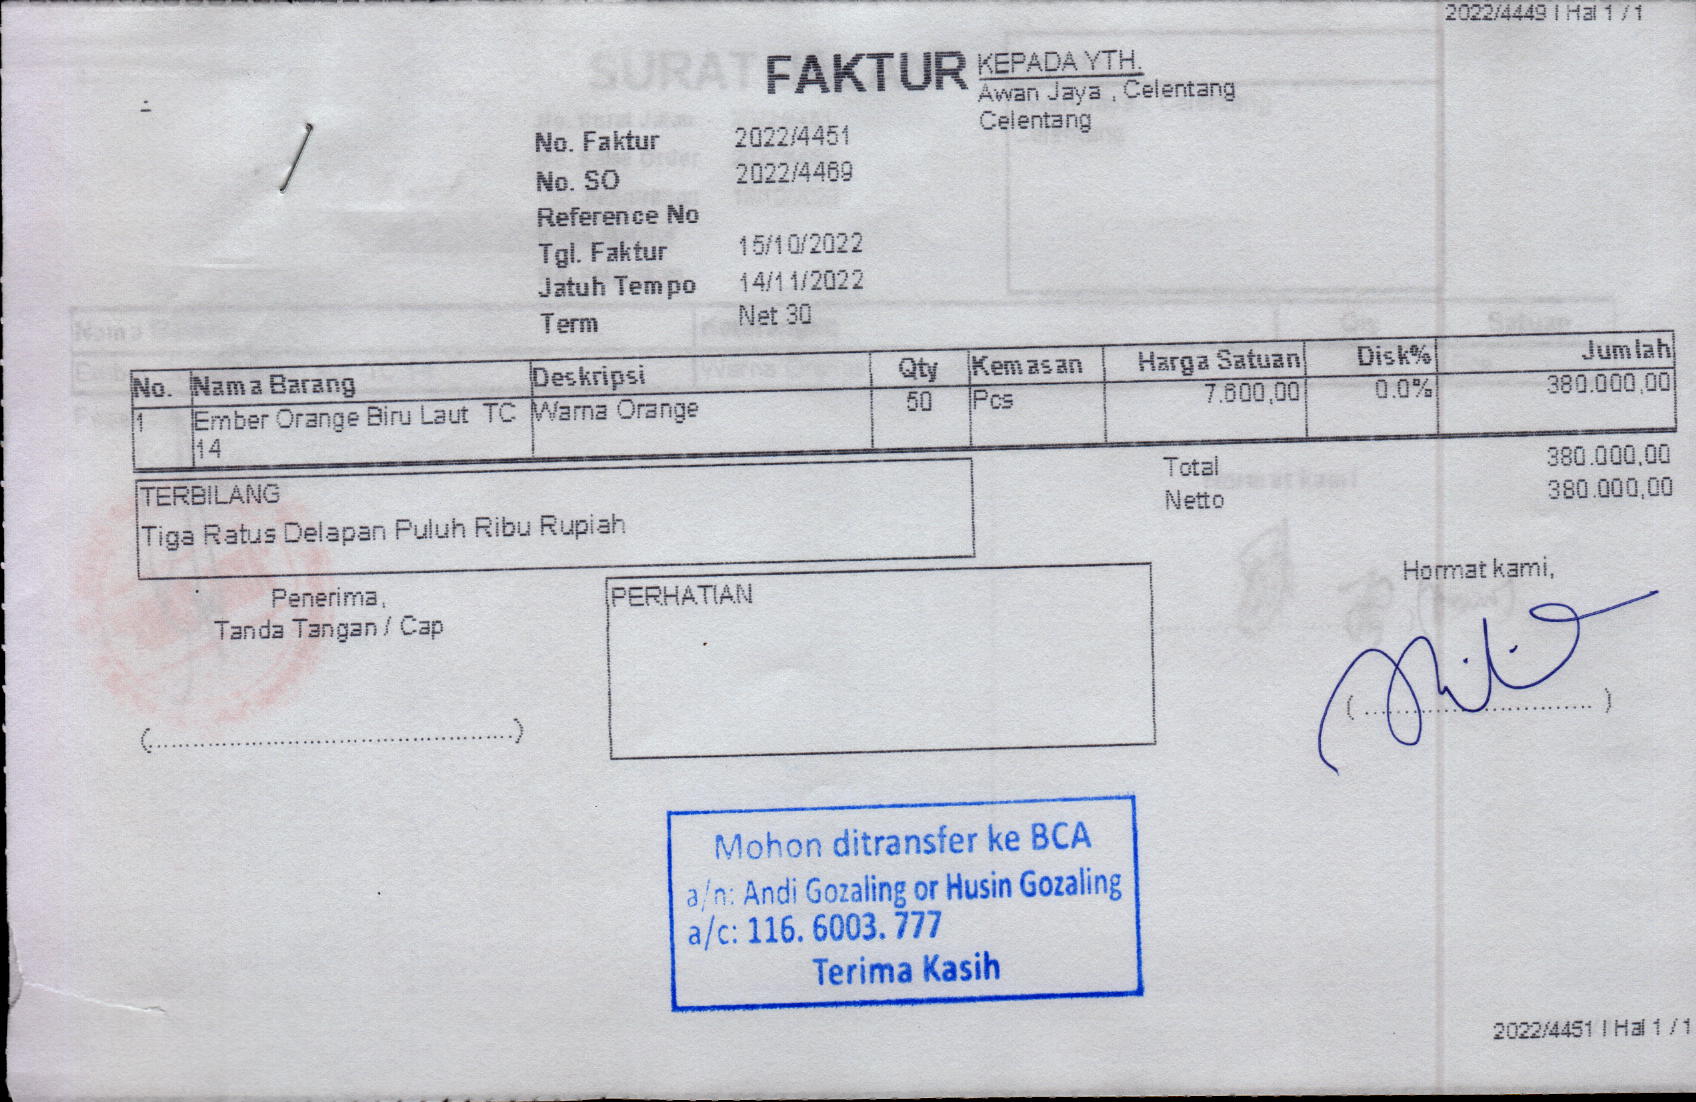 2022/4449 | Hal 1 / 1
FAKTUR
KEPADA YTH.
Awan Jaya , Celentang
Celentang
No. Faktur 2022/4451
No. SO 2022/4469
Reference No
Tgl. Faktur 15/10/2022
Jatuh Tempo 14/11/2022
Term Net 30
No. Nama Barang Deskripsi Qty Kemasan Harga Satuan Disk% Jumlah
1 Ember Orange Biru Laut TC Warna Orange 50 Pcs 7.600,00 0.0% 380.000,00
14
Total 380.000,00
Netto 380.000,00
TERBILANG
Tiga Ratus Delapan Puluh Ribu Rupiah
Penerima,
Tanda Tangan / Cap
PERHATIAN
Hormat kami,
Mohon ditransfer ke BCA
a/n: Andi Gozaling or Husin Gozaling
a/c: 116. 6003. 777
Terima Kasih
2022/4451 | Hal 1 / 1